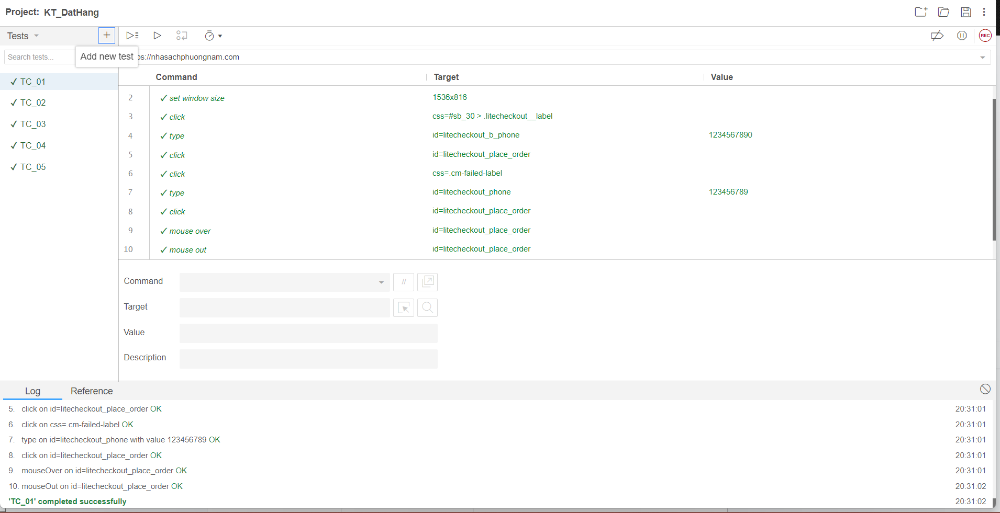 Project: KT_DatHang
Tests
Search tests...
Add new test
ps://nhasachphuongnam.com
REC
TC_01
TC_02
TC_03
TC_04
TC_05
Command Target Value
2 set window size 1536x816
3 click css=#sb_30 > .litecheckout__label
4 type id=litecheckout_b_phone 1234567890
5 click id=litecheckout_place_order
6 click css=.cm-failed-label
7 type id=litecheckout_phone 123456789
8 click id=litecheckout_place_order
9 mouse over id=litecheckout_place_order
10 mouse out id=litecheckout_place_order
Command //
Target
Value
Description
Log Reference
5. click on id=litecheckout_place_order OK 20:31:01
6. click on css=.cm-failed-label OK 20:31:01
7. type on id=litecheckout_phone with value 123456789 OK 20:31:01
8. click on id=litecheckout_place_order OK 20:31:01
9. mouseOver on id=litecheckout_place_order OK 20:31:01
10. mouseOut on id=litecheckout_place_order OK 20:31:02
'TC_01' completed successfully 20:31:02